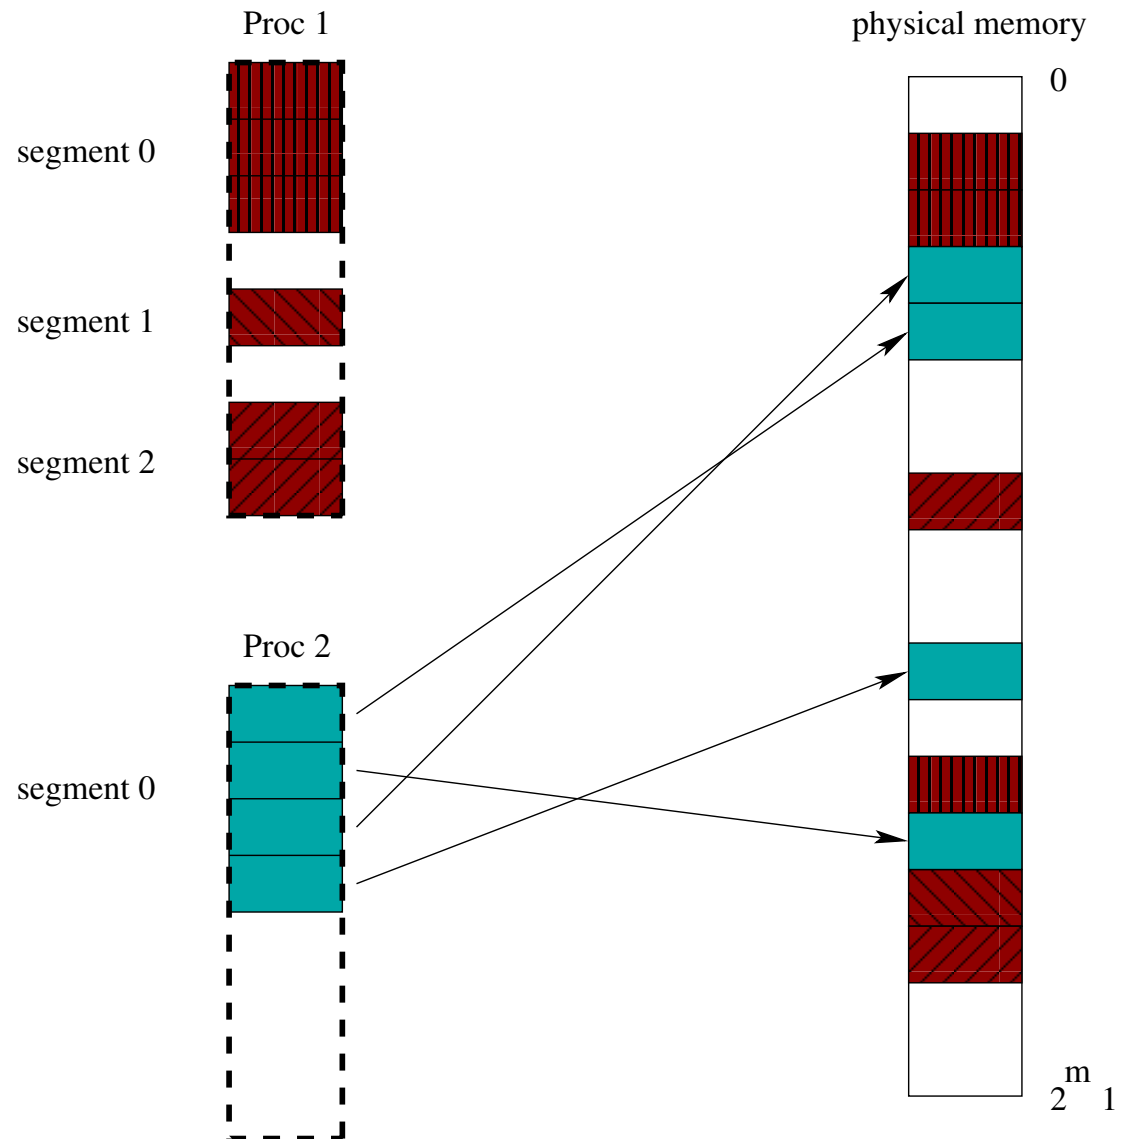 Proc 1
physical memory
0
segment 0
segment 1
segment 2
Proc 2
segment 0
2^m 1